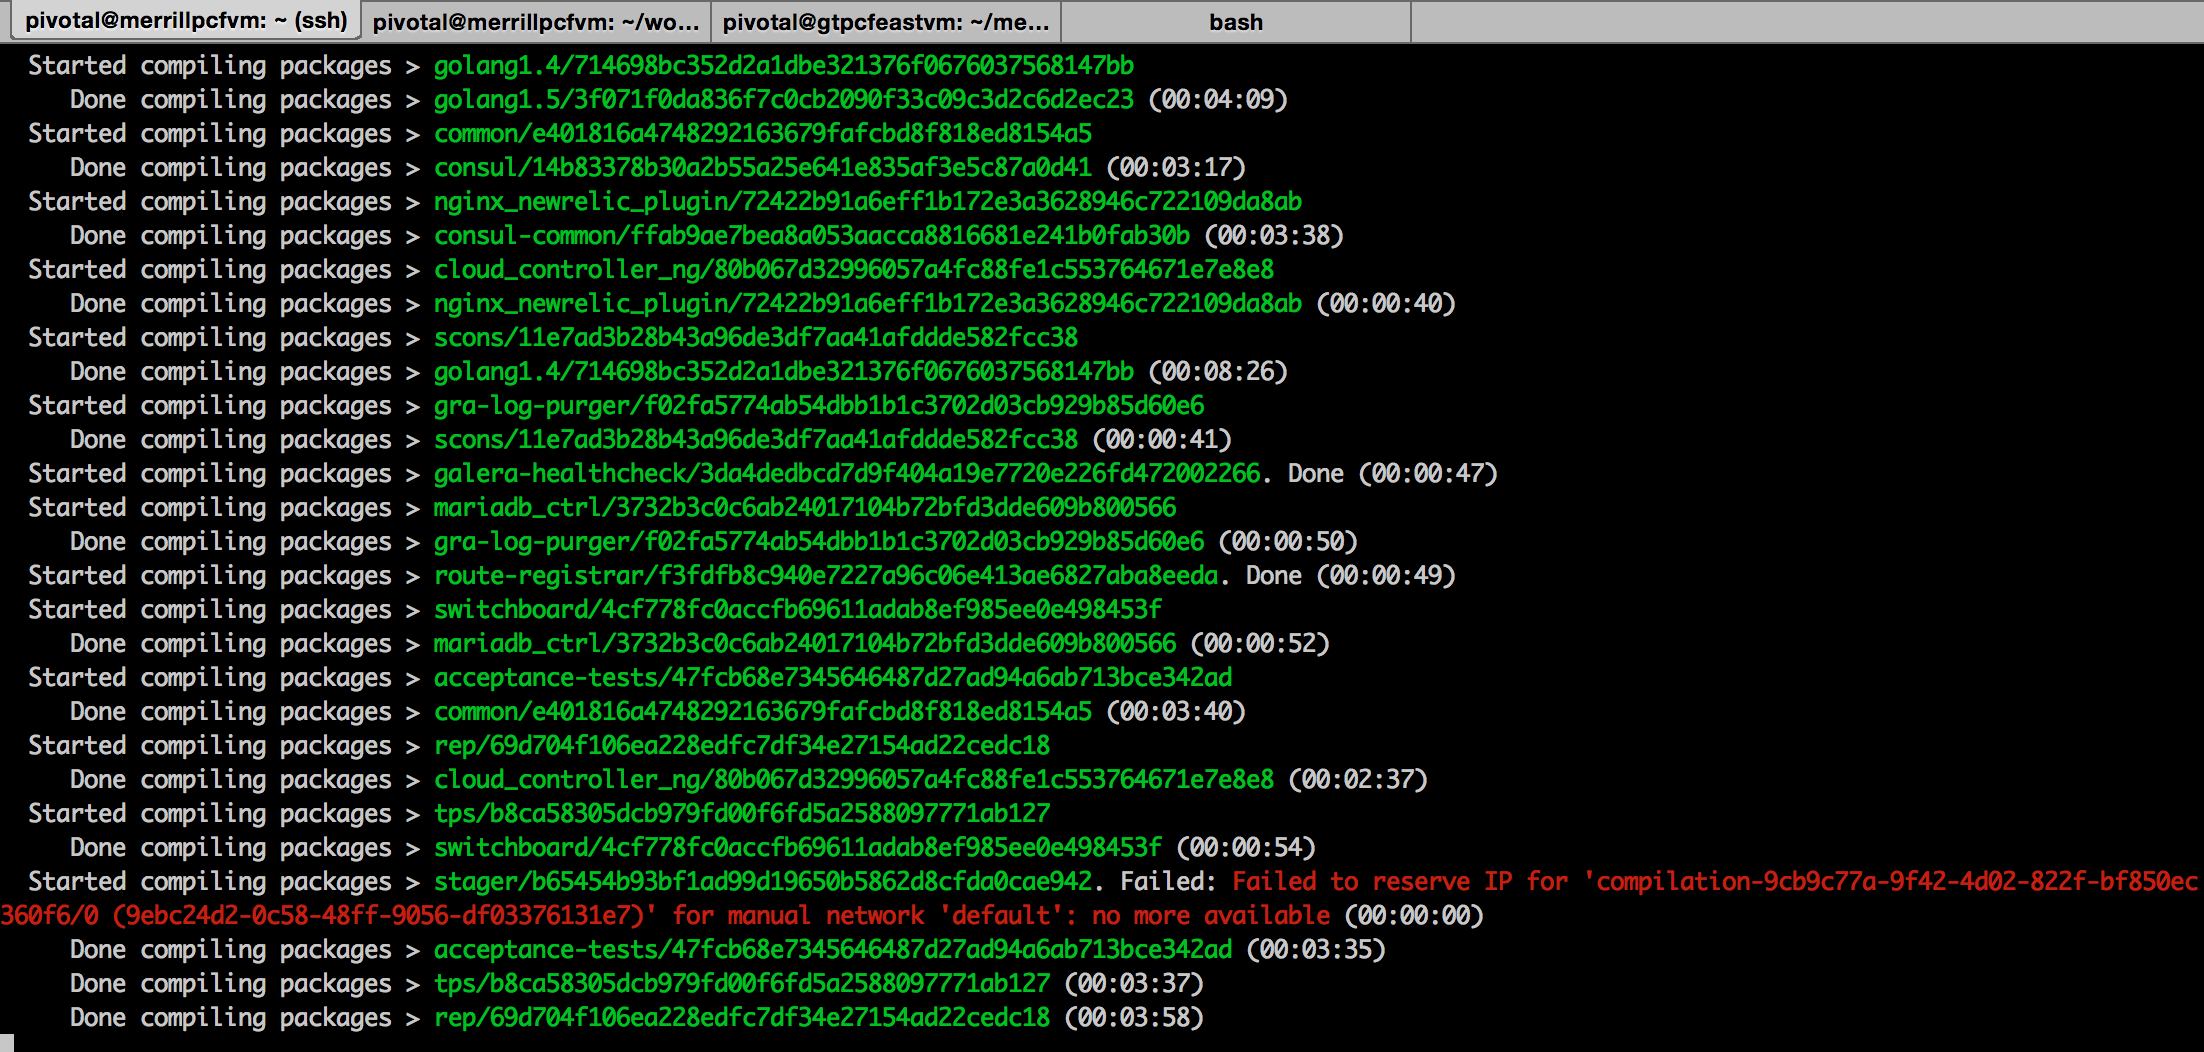 pivotal@merrillpcfvm: ~ (ssh)
pivotal@merrillpcfvm: ~/wo...
pivotal@gtpcfeastvm: ~/me...
bash
Started compiling packages > golang1.4/714698bc352d2a1dbe321376f0676037568147bb
Done compiling packages > golang1.5/3f071f0da836f7c0cb2090f33c09c3d2c6d2ec23 (00:04:09)
Started compiling packages > common/e401816a4748292163679fafcbd8f818ed8154a5
Done compiling packages > consul/14b83378b30a2b55a25e641e835af3e5c87a0d41 (00:03:17)
Started compiling packages > nginx_newrelic_plugin/72422b91a6eff1b172e3a3628946c722109da8ab
Done compiling packages > consul-common/ffab9ae7bea8a053aacca8816681e241b0fab30b (00:03:38)
Started compiling packages > cloud_controller_ng/80b067d32996057a4fc88fe1c553764671e7e8e8
Done compiling packages > nginx_newrelic_plugin/72422b91a6eff1b172e3a3628946c722109da8ab (00:00:40)
Started compiling packages > scons/11e7ad3b28b43a96de3df7aa41afddde582fcc38
Done compiling packages > golang1.4/714698bc352d2a1dbe321376f0676037568147bb (00:08:26)
Started compiling packages > gra-log-purger/f02fa5774ab54dbb1b1c3702d03cb929b85d60e6
Done compiling packages > scons/11e7ad3b28b43a96de3df7aa41afddde582fcc38 (00:00:41)
Started compiling packages > galera-healthcheck/3da4dedbcd7d9f404a19e7720e226fd472002266. Done (00:00:47)
Started compiling packages > mariadb_ctrl/3732b3c0c6ab24017104b72bfd3dde609b800566
Done compiling packages > gra-log-purger/f02fa5774ab54dbb1b1c3702d03cb929b85d60e6 (00:00:50)
Started compiling packages > route-registrar/f3fdfb8c940e7227a96c06e413ae6827aba8eeda. Done (00:00:49)
Started compiling packages > switchboard/4cf778fc0accfb69611adab8ef985ee0e498453f
Done compiling packages > mariadb_ctrl/3732b3c0c6ab24017104b72bfd3dde609b800566 (00:00:52)
Started compiling packages > acceptance-tests/47fcb68e7345646487d27ad94a6ab713bce342ad
Done compiling packages > common/e401816a4748292163679fafcbd8f818ed8154a5 (00:03:40)
Started compiling packages > rep/69d704f106ea228edfc7df34e27154ad22cedc18
Done compiling packages > cloud_controller_ng/80b067d32996057a4fc88fe1c553764671e7e8e8 (00:02:37)
Started compiling packages > tps/b8ca58305dcb979fd00f6fd5a2588097771ab127
Done compiling packages > switchboard/4cf778fc0accfb69611adab8ef985ee0e498453f (00:00:54)
Started compiling packages > stager/b65454b93bf1ad99d19650b5862d8cfda0cae942. Failed: Failed to reserve IP for 'compilation-9cb9c77a-9f42-4d02-822f-bf850ec
360f6/0 (9ebc24d2-0c58-48ff-9056-df03376131e7)' for manual network 'default': no more available (00:00:00)
Done compiling packages > acceptance-tests/47fcb68e7345646487d27ad94a6ab713bce342ad (00:03:35)
Done compiling packages > tps/b8ca58305dcb979fd00f6fd5a2588097771ab127 (00:03:37)
Done compiling packages > rep/69d704f106ea228edfc7df34e27154ad22cedc18 (00:03:58)